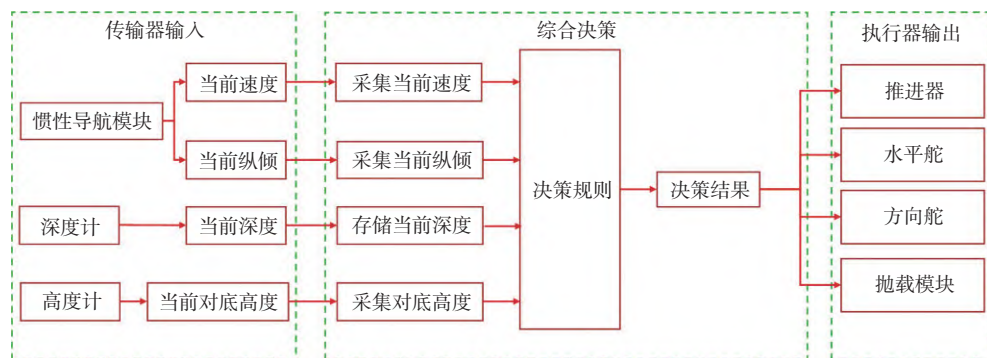 传输器输入
综合决策
执行器输出
惯性导航模块
当前速度
采集当前速度
当前纵倾
采集当前纵倾
深度计
当前深度
存储当前深度
高度计
当前对底高度
采集对底高度
决策规则
决策结果
推进器
水平舵
方向舵
抛载模块